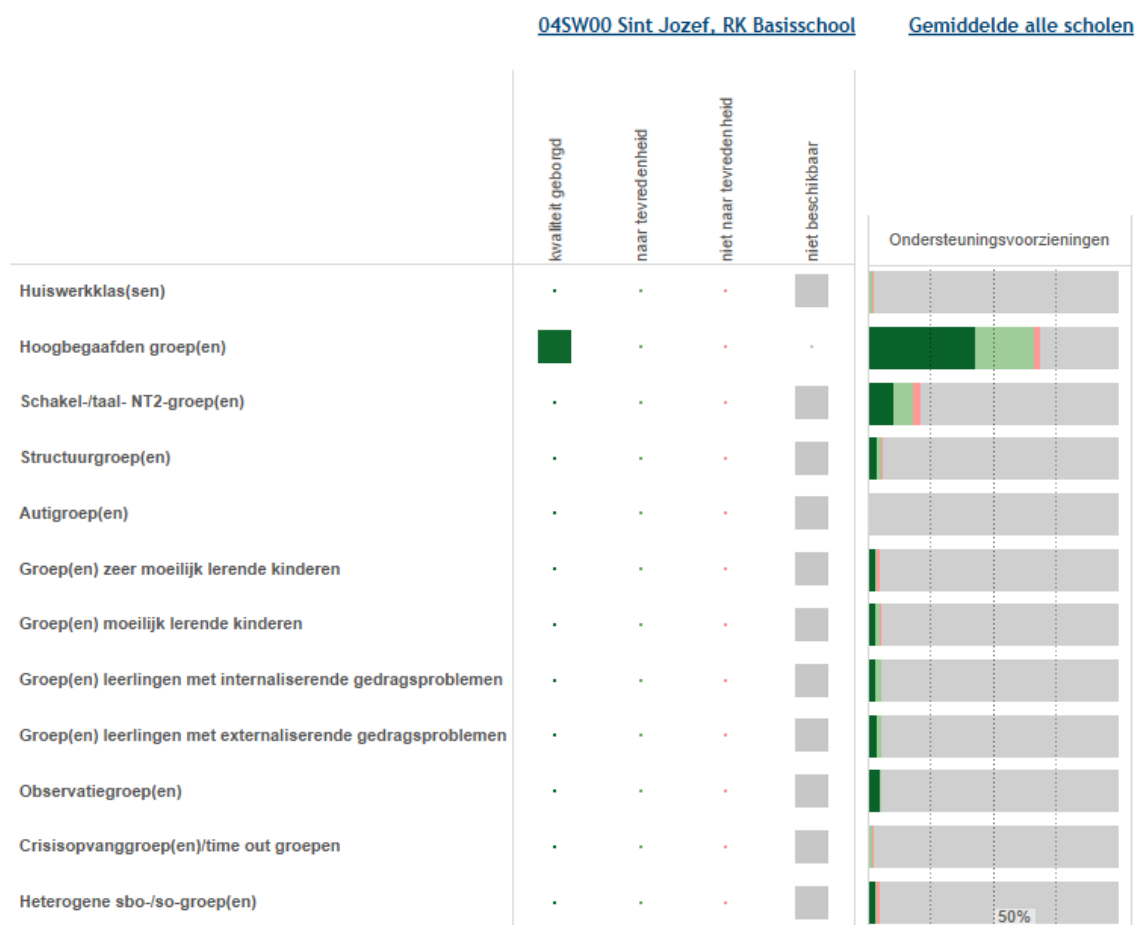 04SW00 Sint Jozef, RK Basisschool
Gemiddelde alle scholen
kwaliteit geborgd
naar tevredenheid
niet naar tevredenheid
niet beschikbaar
Ondersteuningsvoorzieningen
Huiswerkklas(sen)
Hoogbegaafden groep(en)
Schakel-/taal- NT2-groep(en)
Structuurgroep(en)
Autigroep(en)
Groep(en) zeer moeilijk lerende kinderen
Groep(en) moeilijk lerende kinderen
Groep(en) leerlingen met internaliserende gedragsproblemen
Groep(en) leerlingen met externaliserende gedragsproblemen
Observatiegroep(en)
Crisisopvanggroep(en)/time out groepen
Heterogene sbo-/so-groep(en)
50%